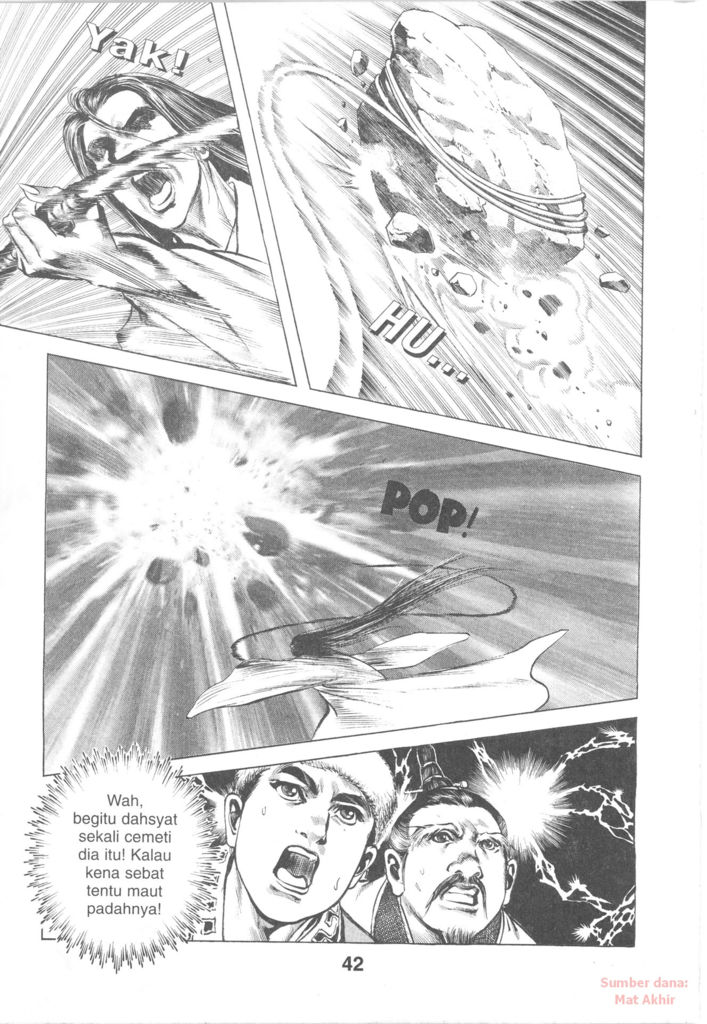 Yak!
HU...
POP!
Wah,
begitu dahsyat
sekali cemeti
dia itu! Kalau
kena sebat
tentu maut
padahnya!
42
Sumber dana:
Mat Akhir